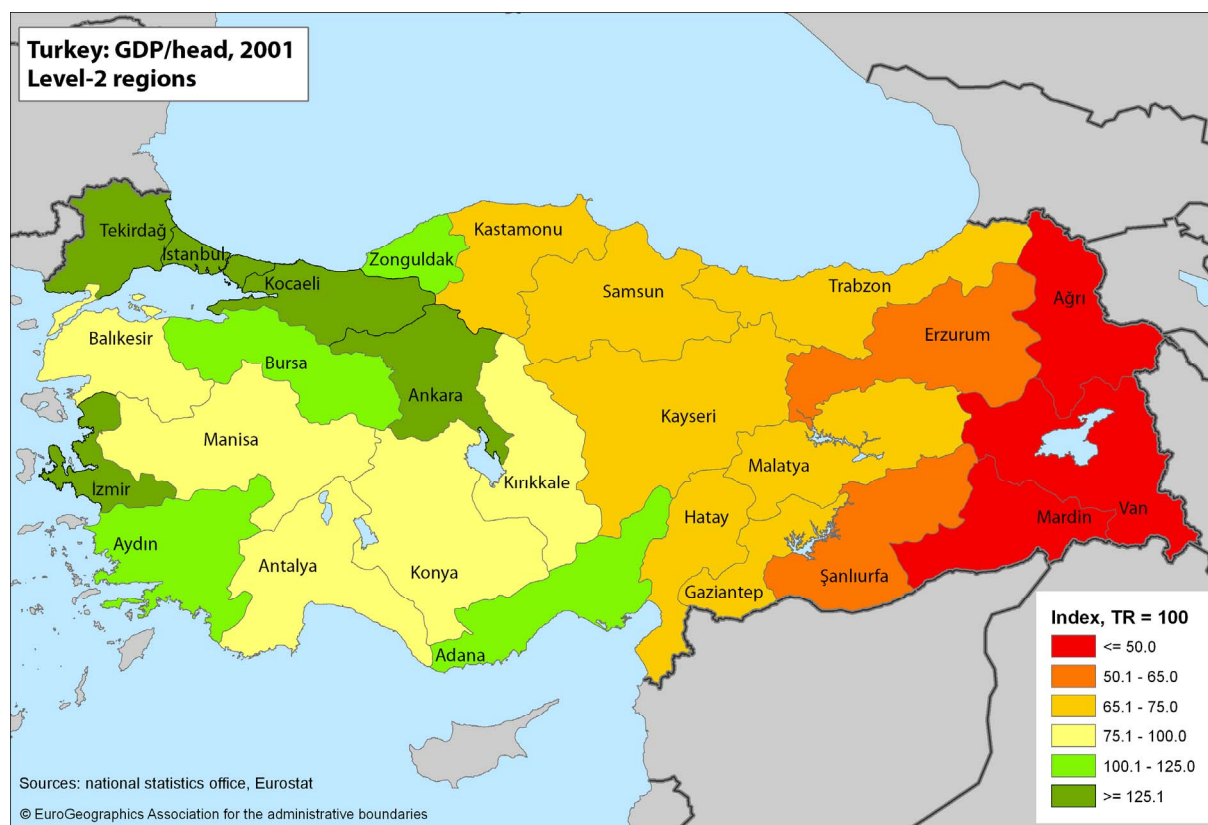 Turkey: GDP/head, 2001
Level-2 regions
Tekirdağ
Istanbul
Kocaeli
Zonguldak
Kastamonu
Samsun
Trabzon
Ağrı
Erzurum
Balıkesir
Bursa
Ankara
Kayseri
Manisa
Malatya
Izmir
Kırıkkale
Hatay
Mardin
Van
Aydın
Antalya
Konya
Şanlıurfa
Gaziantep
Adana
Index, TR = 100
<= 50.0
50.1 - 65.0
65.1 - 75.0
75.1 - 100.0
100.1 - 125.0
>= 125.1
Sources: national statistics office, Eurostat
© EuroGeographics Association for the administrative boundaries